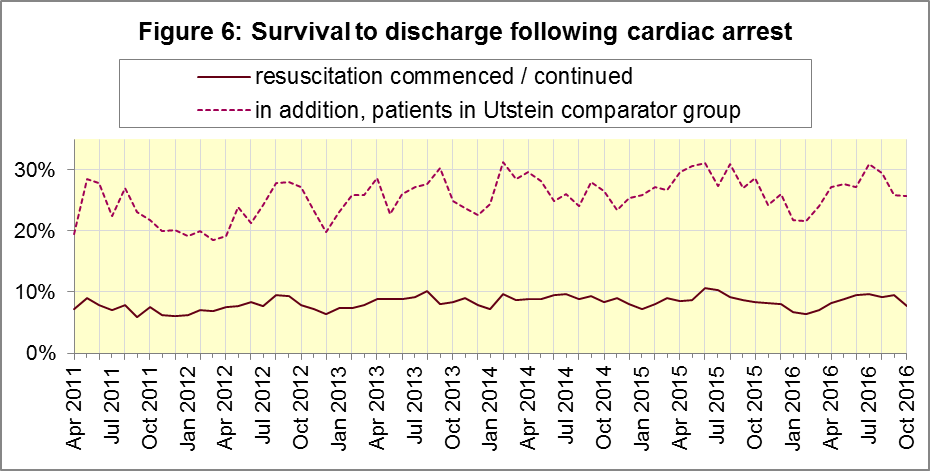 Figure 6: Survival to discharge following cardiac arrest
resuscitation commenced / continued
in addition, patients in Utstein comparator group
30%
20%
10%
0%
Apr 2011
Jul 2011
Oct 2011
Jan 2012
Apr 2012
Jul 2012
Oct 2012
Jan 2013
Apr 2013
Jul 2013
Oct 2013
Jan 2014
Apr 2014
Jul 2014
Oct 2014
Jan 2015
Apr 2015
Jul 2015
Oct 2015
Jan 2016
Apr 2016
Jul 2016
Oct 2016